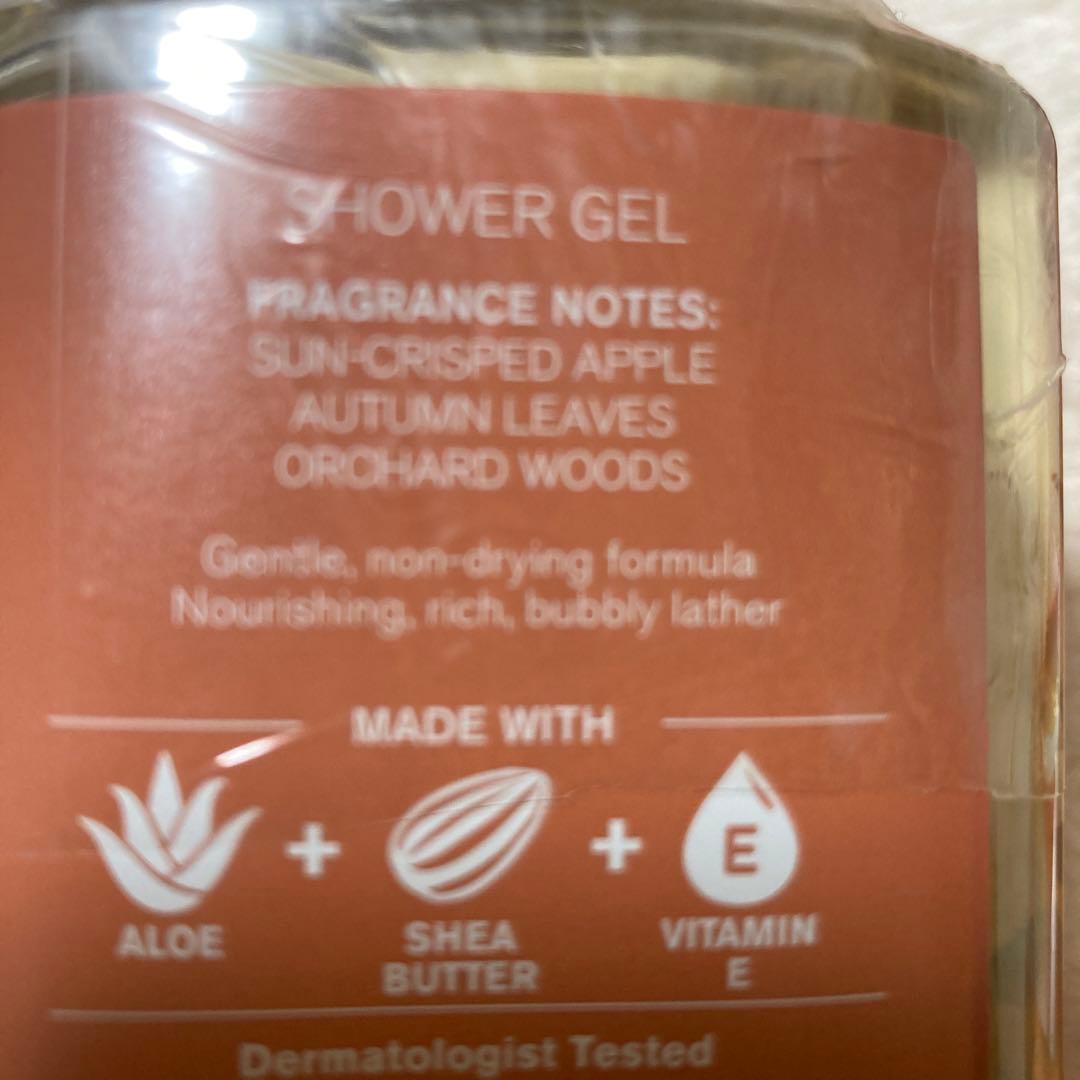 SHOWER GEL
FRAGRANCE NOTES:
SUN-CRISPED APPLE
AUTUMN LEAVES
ORCHARD WOODS
Gentle, non-drying formula
Nourishing, rich, bubbly lather
MADE WITH
+ + E
ALOE SHEA BUTTER VITAMIN E
Dermatologist Tested